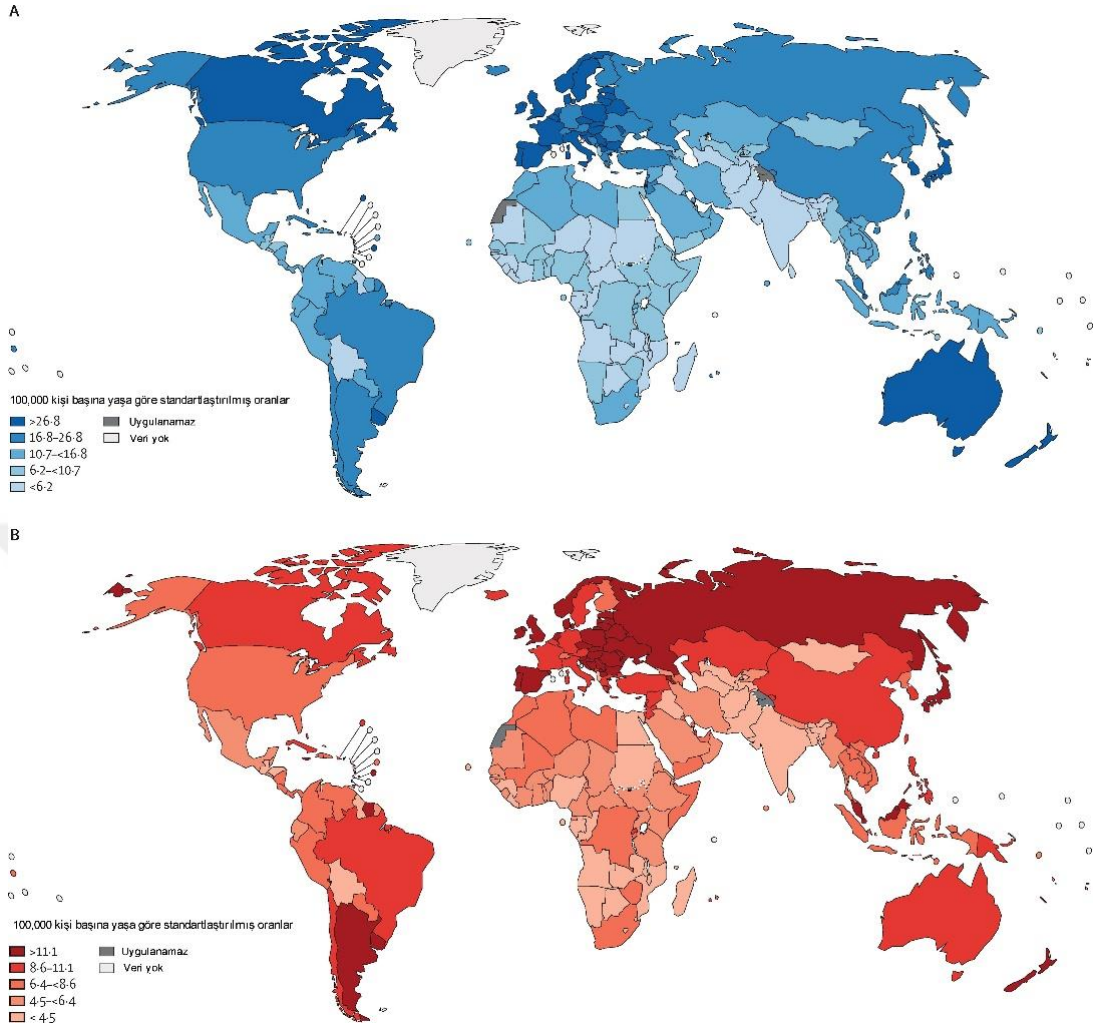 A
100,000 kişi başına yaşa göre standartlaştırılmış oranlar
>26·8
16·8–26·8
10·7–<16·8
6·2–<10·7
<6·2
Uygulanamaz
Veri yok
B
100,000 kişi başına yaşa göre standartlaştırılmış oranlar
>11·1
8·6–11·1
6·4–<8·6
4·5–<6·4
< 4·5
Uygulanamaz
Veri yok